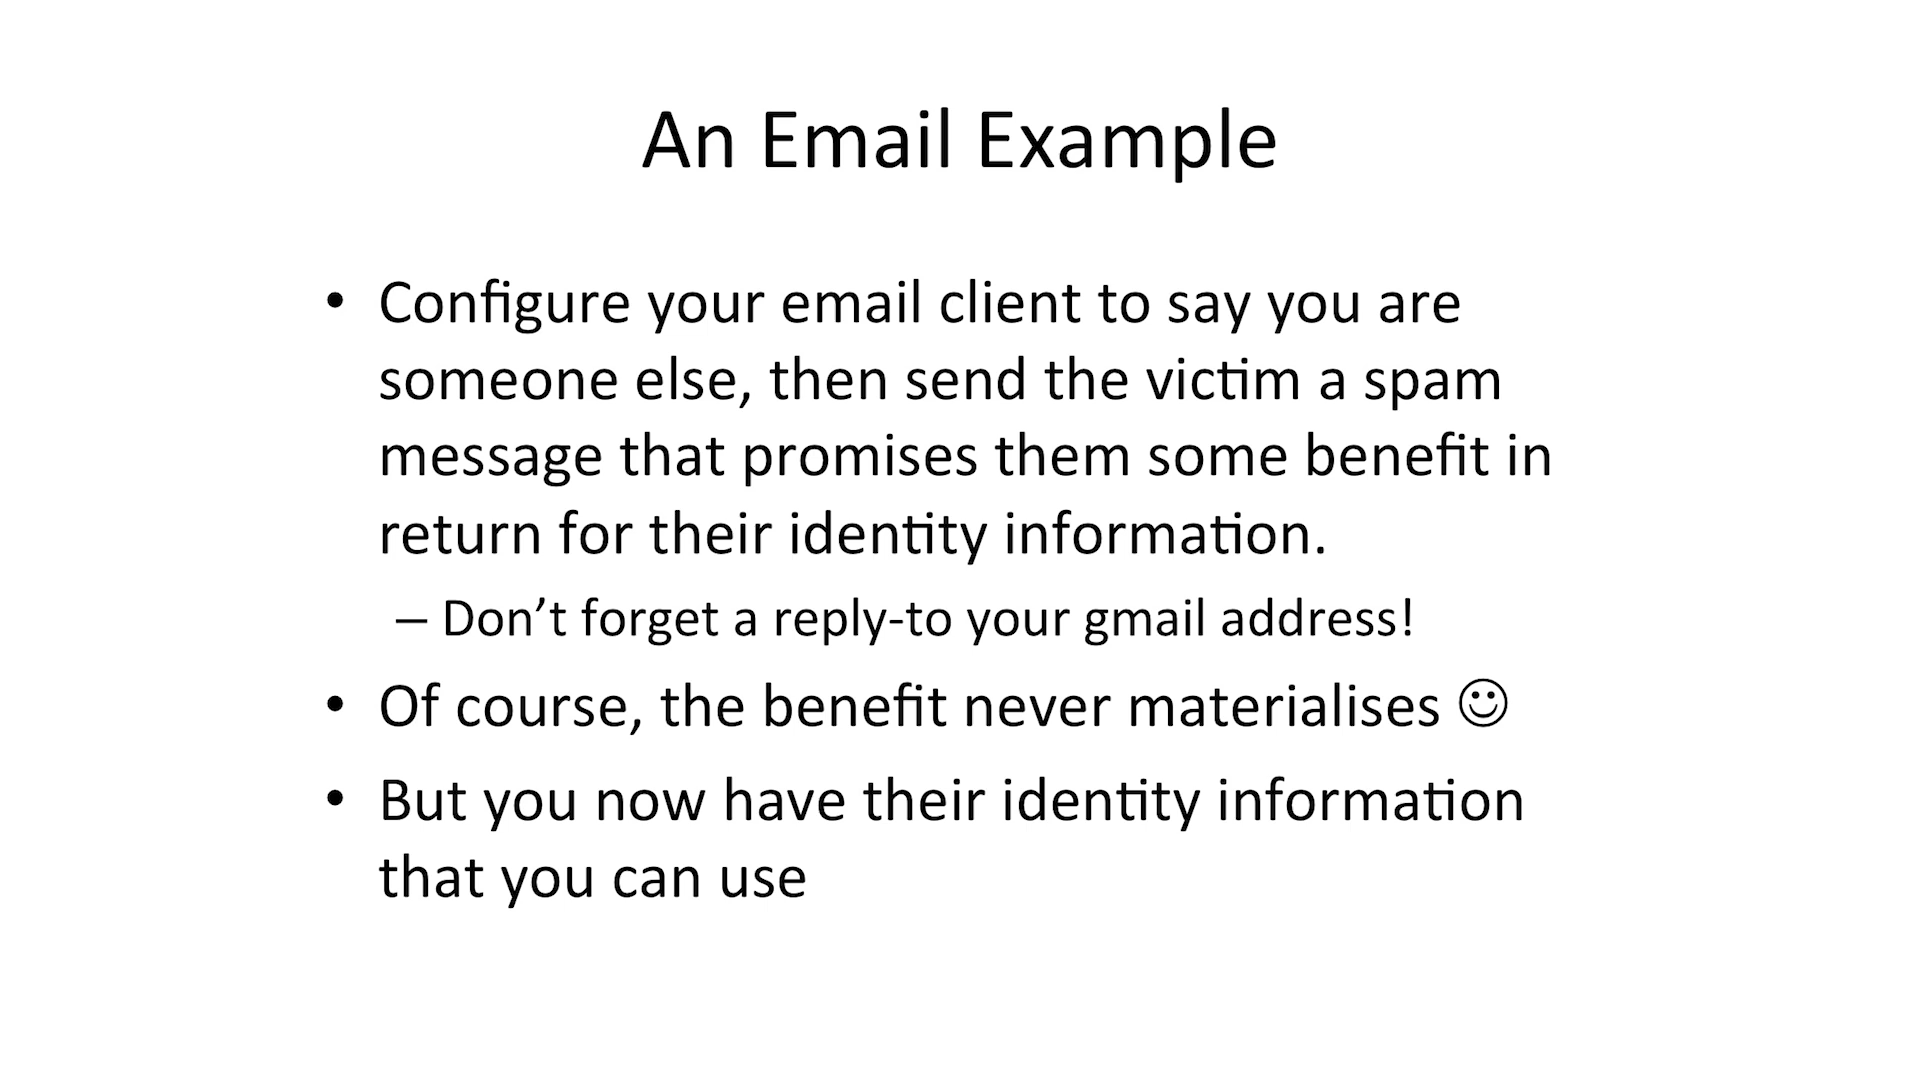 An Email Example
• Configure your email client to say you are
someone else, then send the victim a spam
message that promises them some benefit in
return for their identity information.
– Don’t forget a reply-to your gmail address!
• Of course, the benefit never materialises ☺
• But you now have their identity information
that you can use